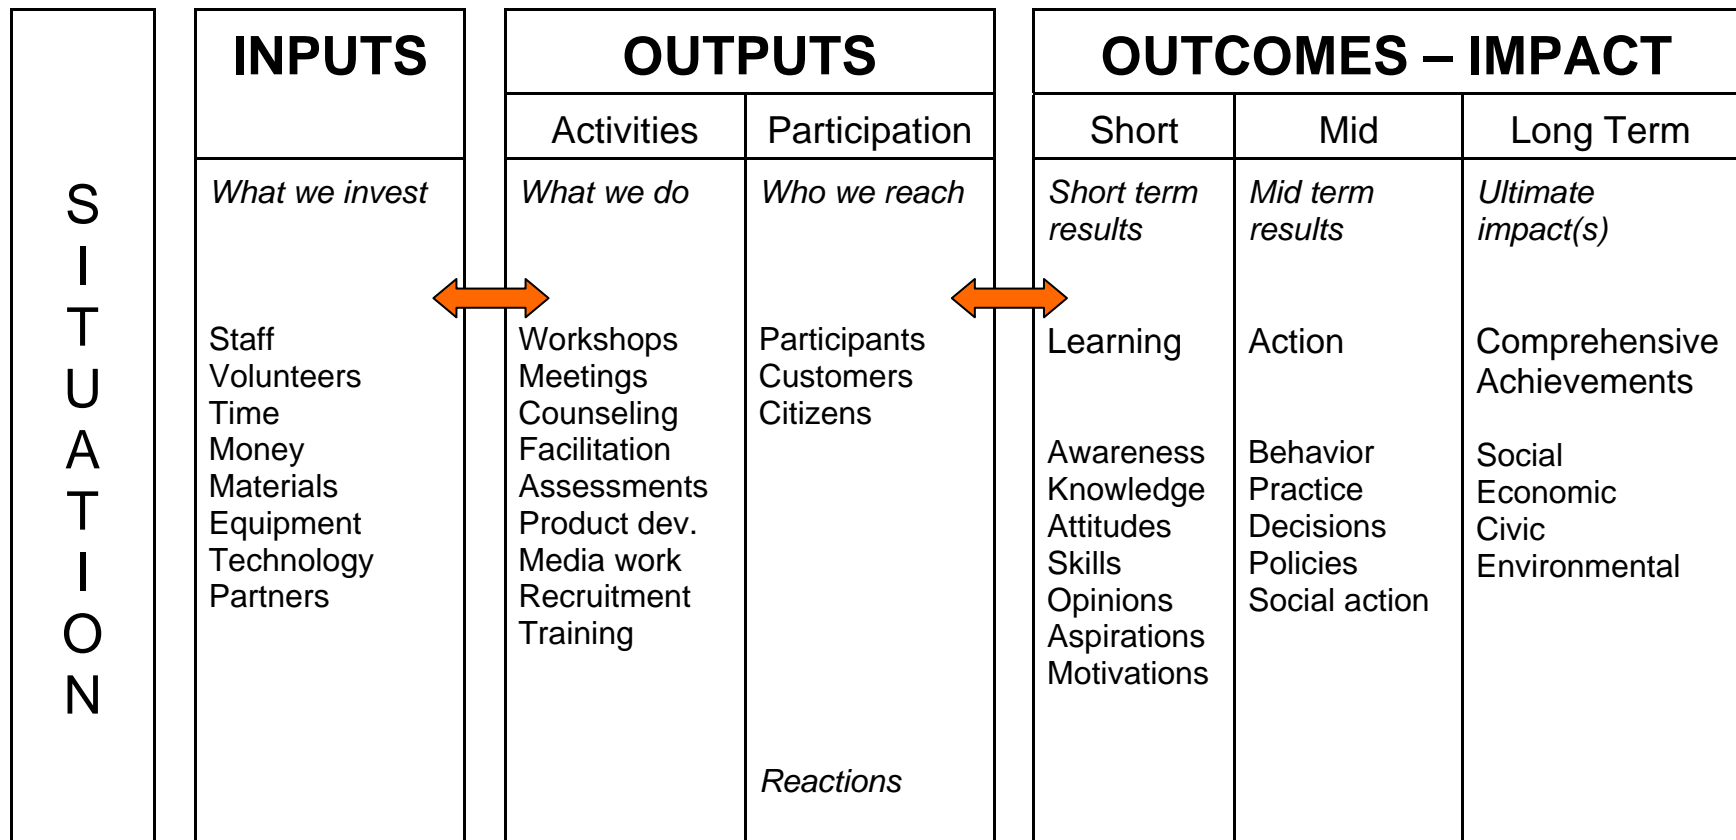 S
I
T
U
A
T
I
O
N
INPUTS
What we invest
Staff
Volunteers
Time
Money
Materials
Equipment
Technology
Partners
OUTPUTS
Activities
What we do
Workshops
Meetings
Counseling
Facilitation
Assessments
Product dev.
Media work
Recruitment
Training
Participation
Who we reach
Participants
Customers
Citizens
Reactions
OUTCOMES – IMPACT
Short
Short term
results
Learning
Awareness
Knowledge
Attitudes
Skills
Opinions
Aspirations
Motivations
Mid
Mid term
results
Action
Behavior
Practice
Decisions
Policies
Social action
Long Term
Ultimate
impact(s)
Comprehensive
Achievements
Social
Economic
Civic
Environmental